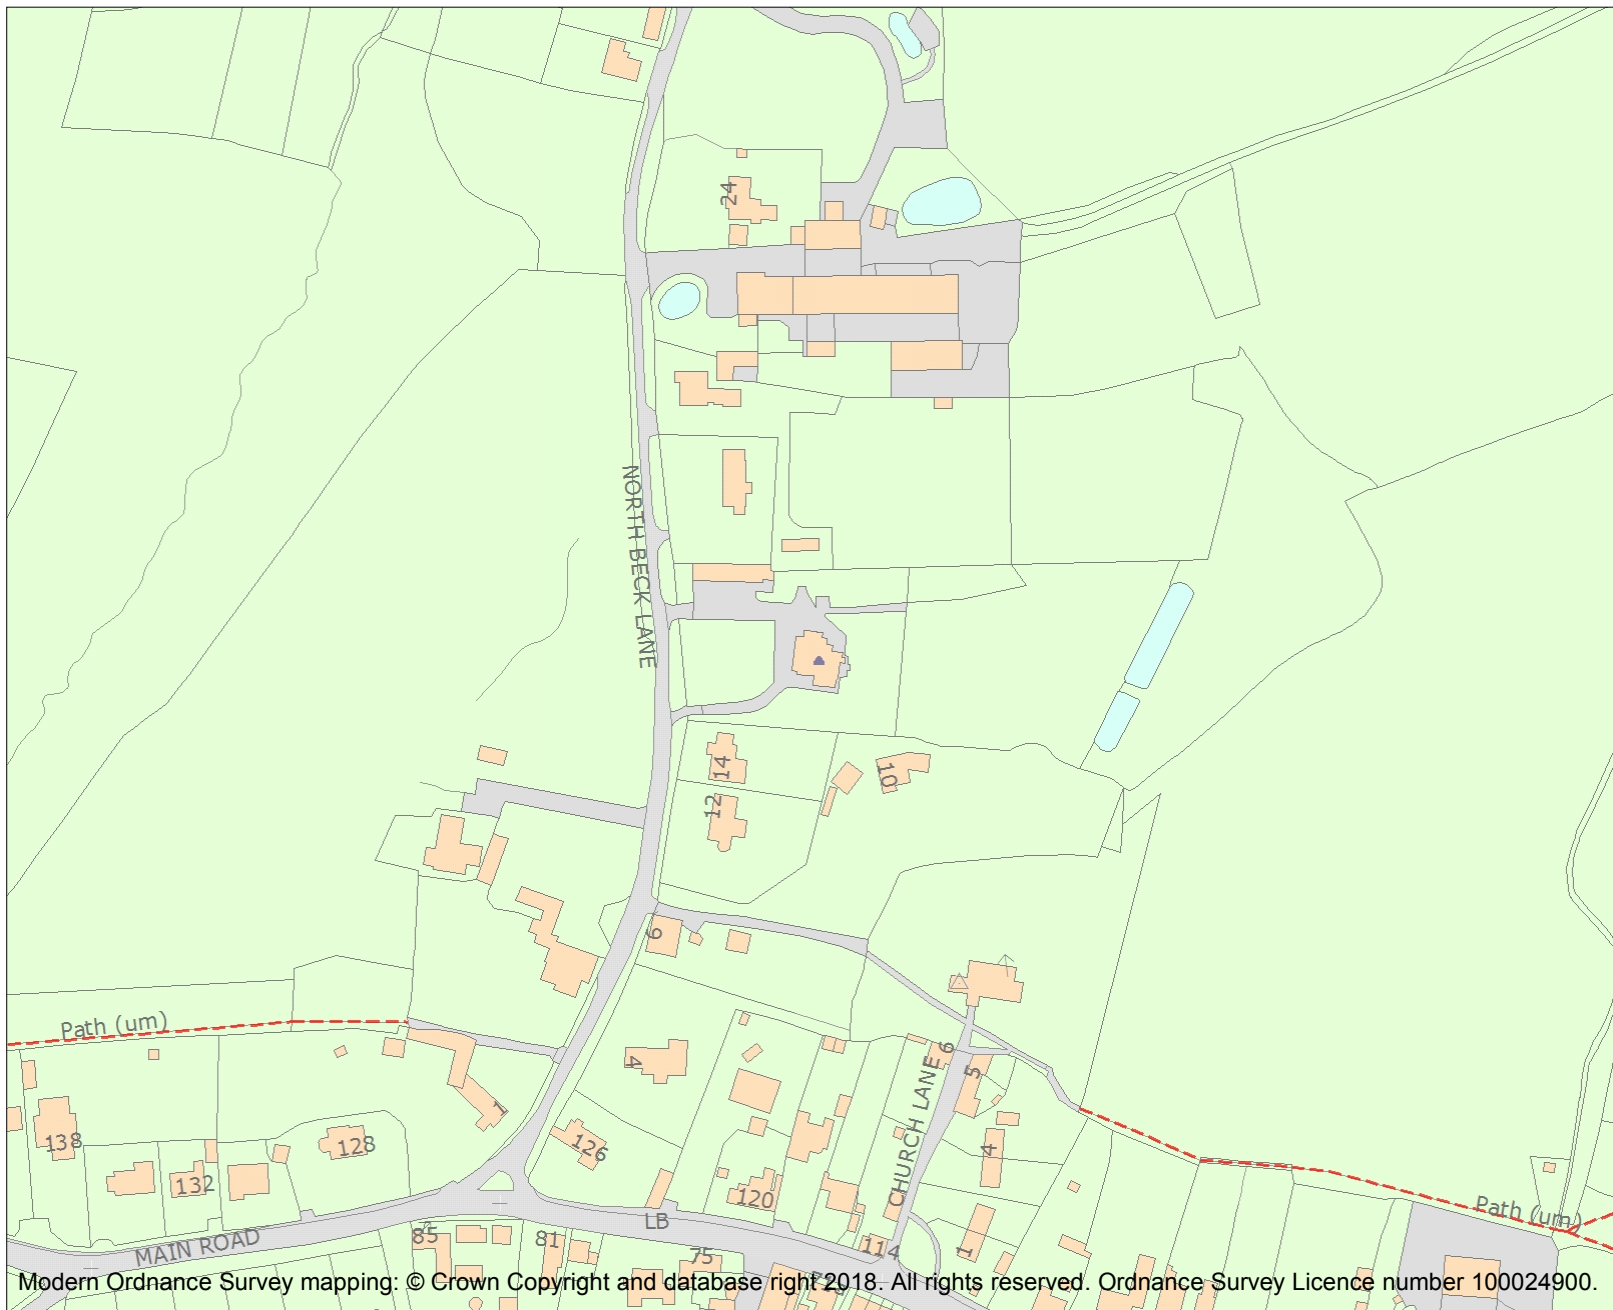 24
NORTH BECK LANE
14
10
12
6
Path (um)
4
CHURCH LANE
6
5
1
138
128
126
4
132
120
Path (um)
LB
MAIN ROAD
85
81
75
114
1
Modern Ordnance Survey mapping: © Crown Copyright and database right 2018. All rights reserved. Ordnance Survey Licence number 100024900.